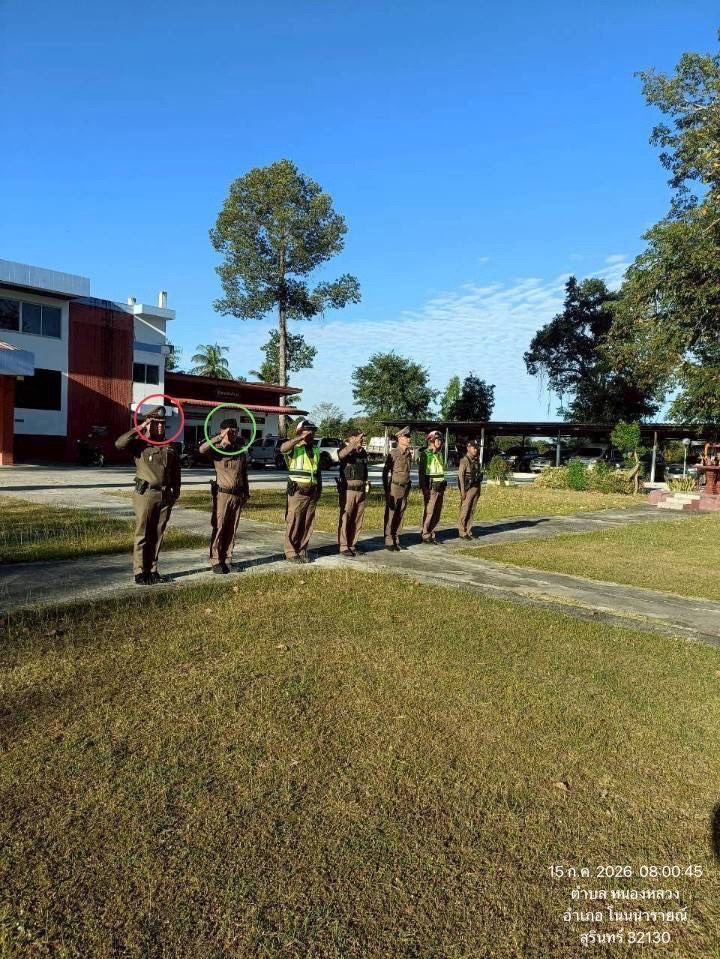 15 ก.ค. 2026 08:00:45
ตำบล หนองหลวง
อำเภอ โนนนารายณ์
สุรินทร์ 32130